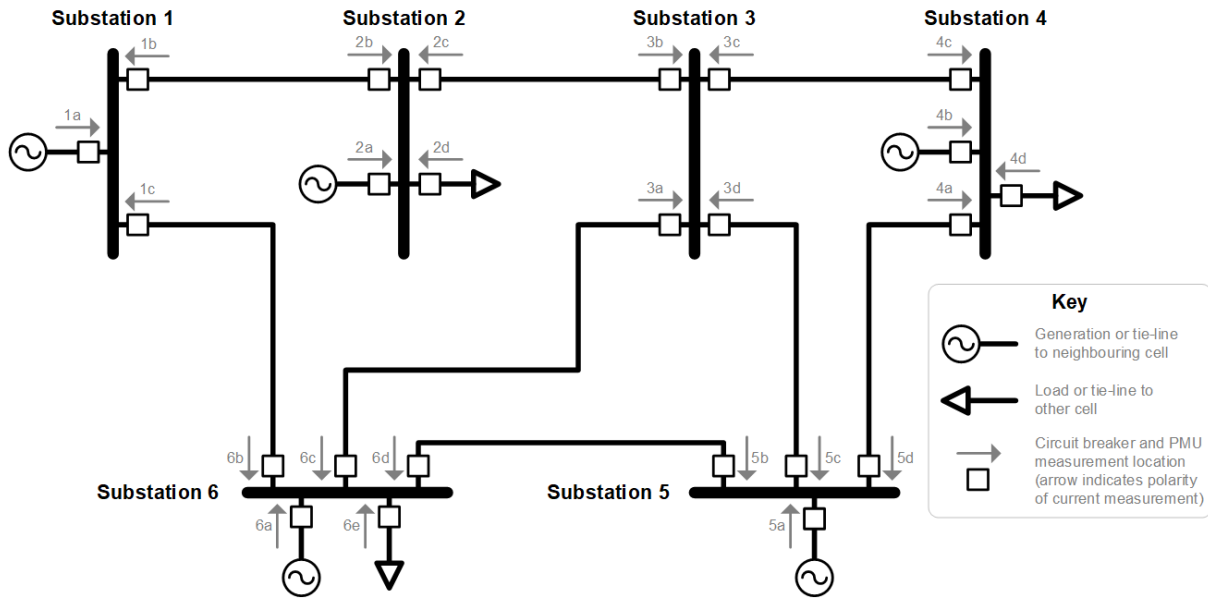 Substation 1
Substation 2
Substation 3
Substation 4
1b
2b
2c
3b
3c
4c
1a
4b
2a
2d
4d
1c
3a
3d
4a
Key
Generation or tie-line
to neighbouring cell
Load or tie-line to
other cell
Circuit breaker and PMU
measurement location
(arrow indicates polarity
of current measurement)
6b
6c
6d
5b
5c
5d
Substation 6
Substation 5
6a
6e
5a